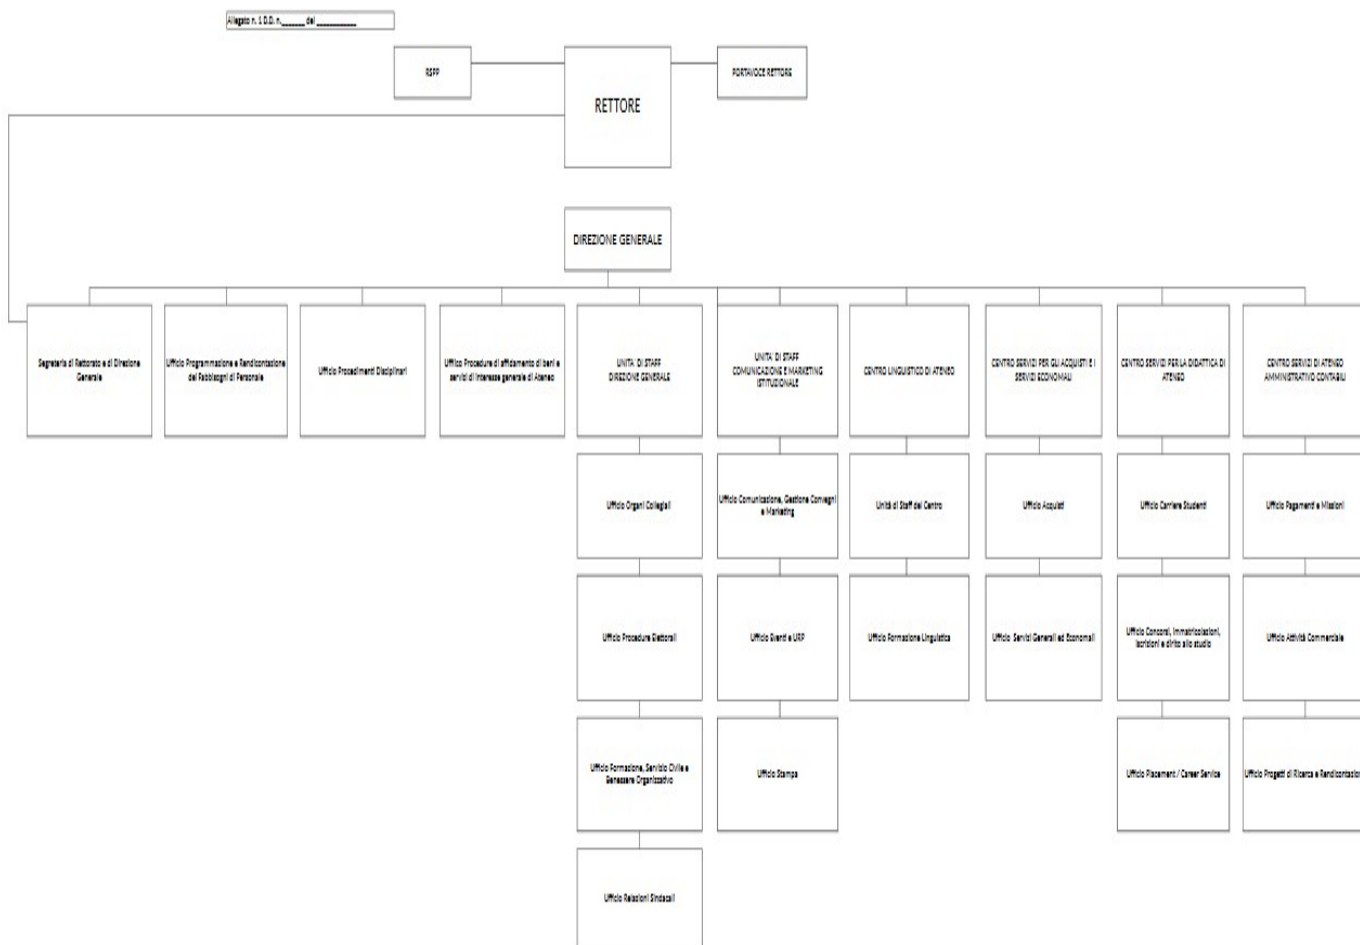 Allegato n. 1 D.D. n._______ del ____________
RSPP
RETTORE
PORTAVOCE RETTORE
DIREZIONE GENERALE
Segreteria di Rettorato e di Direzione
Generale
Ufficio Programmazione e Rendicontazione
dei Fabbisogni di Personale
Ufficio Procedimenti Disciplinari
Ufficio Procedure di affidamento di beni e
servizi di interesse generale di Ateneo
UNITA' DI STAFF
DIREZIONE GENERALE
UNITA' DI STAFF
COMUNICAZIONE E MARKETING
ISTITUZIONALE
CENTRO LINGUISTICO DI ATENEO
CENTRO SERVIZI PER GLI ACQUISTI E I
SERVIZI ECONOMALI
CENTRO SERVIZI PER LA DIDATTICA DI
ATENEO
CENTRO SERVIZI DI ATENEO
AMMINISTRATIVO CONTABILI
Ufficio Organi Collegiali
Ufficio Comunicazione, Gestione Convegni
e Marketing
Unità di Staff del Centro
Ufficio Acquisti
Ufficio Carriere Studenti
Ufficio Pagamenti e Missioni
Ufficio Procedure Elettorali
Ufficio Eventi e URP
Ufficio Formazione Linguistica
Ufficio Servizi Generali ed Economali
Ufficio Concorsi, Immatricolazioni,
iscrizioni e diritto allo studio
Ufficio Attività Commerciale
Ufficio Formazione, Servizio Civile e
Benessere Organizzativo
Ufficio Stampa
Ufficio Placement / Career Service
Ufficio Progetti di Ricerca e Rendicontazion
Ufficio Relazioni Sindacali